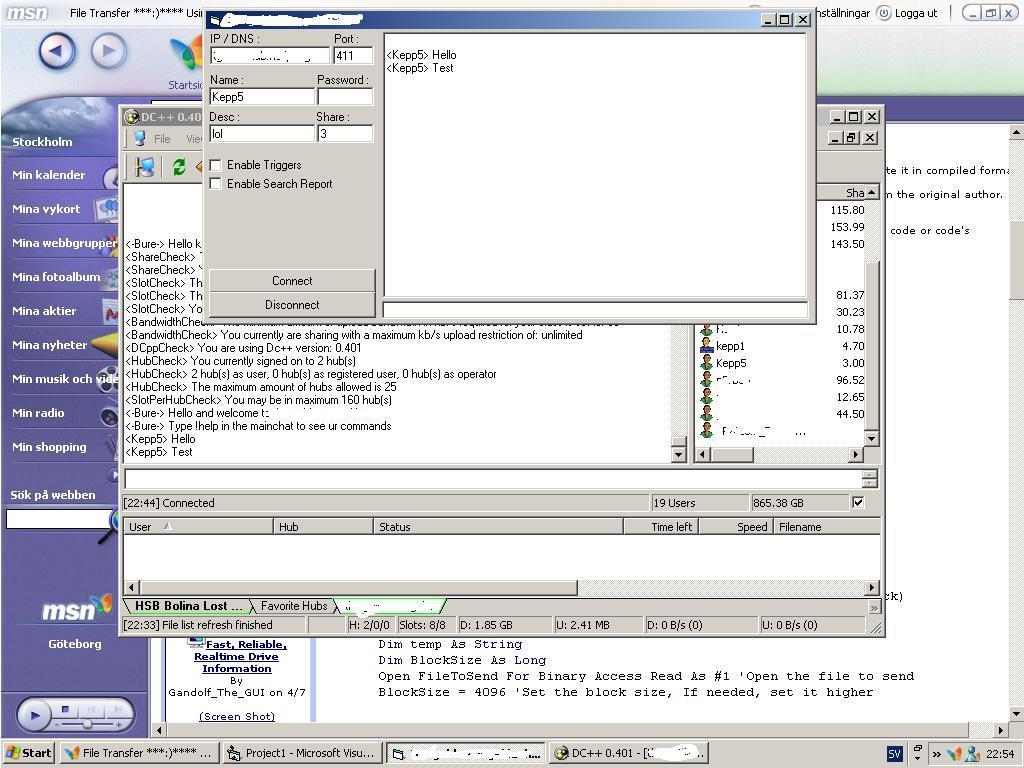 msn File Transfer ***:)**** Usi
nställningar Logga ut
Startsi
IP / DNS :
Port :
411
Name :
Password :
Kepp5
Desc :
Share :
lol
3
Enable Triggers
Enable Search Report
Connect
Disconnect
<Kepp5> Hello
<Kepp5> Test
Stockholm
Min kalender
Mina vykort
Mina webbgrupper
Mina fotoalbum
Mina aktier
Mina nyheter
Min musik och vide
Min radio
Min shopping
Sök på webben
msn
Göteborg
DC++ 0.40
File Vie
<-Bure-> Hello k
<ShareCheck> T
<ShareCheck> Y
<SlotCheck> Th
<SlotCheck> Th
<SlotCheck> Yo
<BandwidthCheck>
<BandwidthCheck> You currently are sharing with a maximum kb/s upload restriction of: unlimited
<DCppCheck> You are using Dc++ version: 0.401
<HubCheck> You currently signed on to 2 hub(s)
<HubCheck> 2 hub(s) as user, 0 hub(s) as registered user, 0 hub(s) as operator
<HubCheck> The maximum amount of hubs allowed is 25
<SlotPerHubCheck> You may be in maximum 160 hub(s)
<-Bure-> Hello and welcome t
<-Bure-> Type !help in the mainchat to see ur commands
<Kepp5> Hello
<Kepp5> Test
Sha
115.80
153.99
143.50
81.37
30.23
10.78
kepp1 4.70
Kepp5 3.00
96.52
12.65
44.50
te it in compiled forma
m the original author.
code or code's
[22:44] Connected 19 Users 865.38 GB
User Hub Status Time left Speed Filename
HSB Bolina Lost ... Favorite Hubs
[22:33] File list refresh finished H: 2/0/0 Slots: 8/8 D: 1.85 GB U: 2.41 MB D: 0 B/s (0) U: 0 B/s (0)
ck)
Fast, Reliable,
Realtime Drive
Information
By
Gandolf_The_GUI on 4/7
(Screen Shot)
Dim temp As String
Dim BlockSize As Long
Open FileToSend For Binary Access Read As #1 'Open the file to send
BlockSize = 4096 'Set the block size, If needed, set it higher
Start File Transfer ***:)**** ... Project1 - Microsoft Visu... DC++ 0.401 - [ SV » 22:54